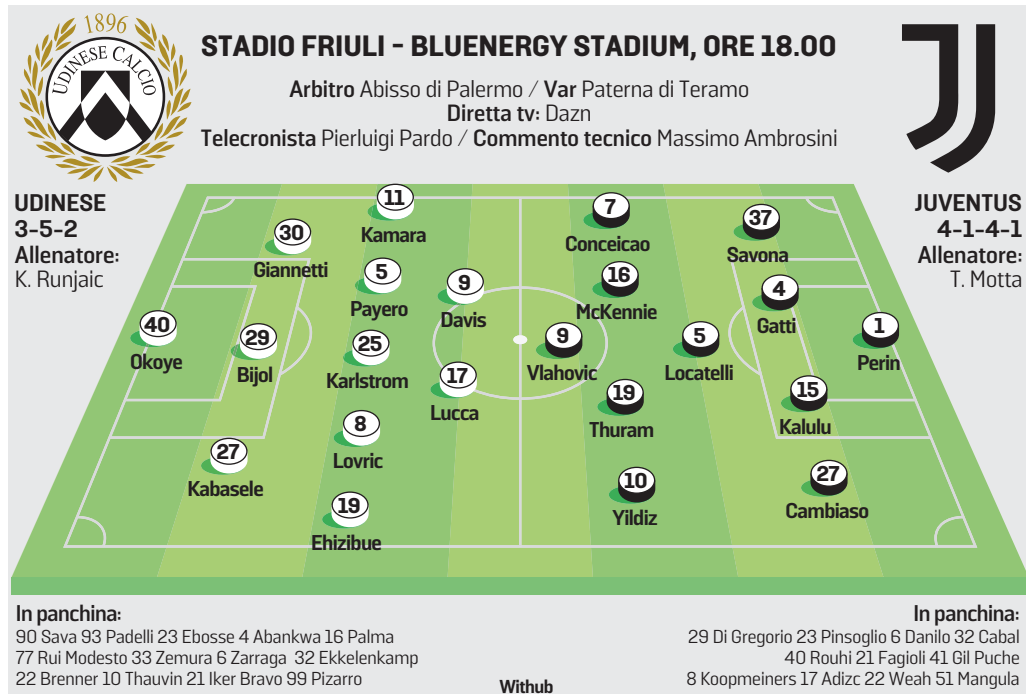 1896
UDINESE CALCIO
STADIO FRIULI - BLUENERGY STADIUM, ORE 18.00
Arbitro Abisso di Palermo / Var Paterna di Teramo
Diretta tv: Dazn
Telecronista Pierluigi Pardo / Commento tecnico Massimo Ambrosini
UDINESE
3-5-2
Allenatore:
K. Runjaic
JUVENTUS
4-1-4-1
Allenatore:
T. Motta
40
Okoye
30
Giannetti
29
Bijol
27
Kabasele
11
Kamara
5
Payero
25
Karlstrom
8
Lovric
19
Ehizibue
9
Davis
17
Lucca
9
Vlahovic
7
Conceicao
16
McKennie
19
Thuram
10
Yildiz
5
Locatelli
37
Savona
4
Gatti
15
Kalulu
27
Cambiaso
1
Perin
In panchina:
90 Sava 93 Padelli 23 Ebosse 4 Abankwa 16 Palma
77 Rui Modesto 33 Zemura 6 Zarraga 32 Ekkelenkamp
22 Brenner 10 Thauvin 21 Iker Bravo 99 Pizarro
In panchina:
29 Di Gregorio 23 Pinsoglio 6 Danilo 32 Cabal
40 Rouhi 21 Fagioli 41 Gil Puche
8 Koopmeiners 17 Adizc 22 Weah 51 Mangula
Withub